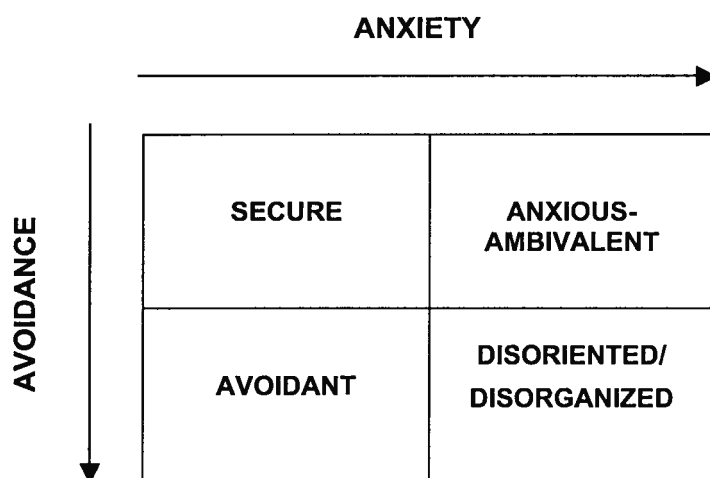 ANXIETY
AVOIDANCE
SECURE
ANXIOUS-
AMBIVALENT
AVOIDANT
DISORIENTED/
DISORGANIZED